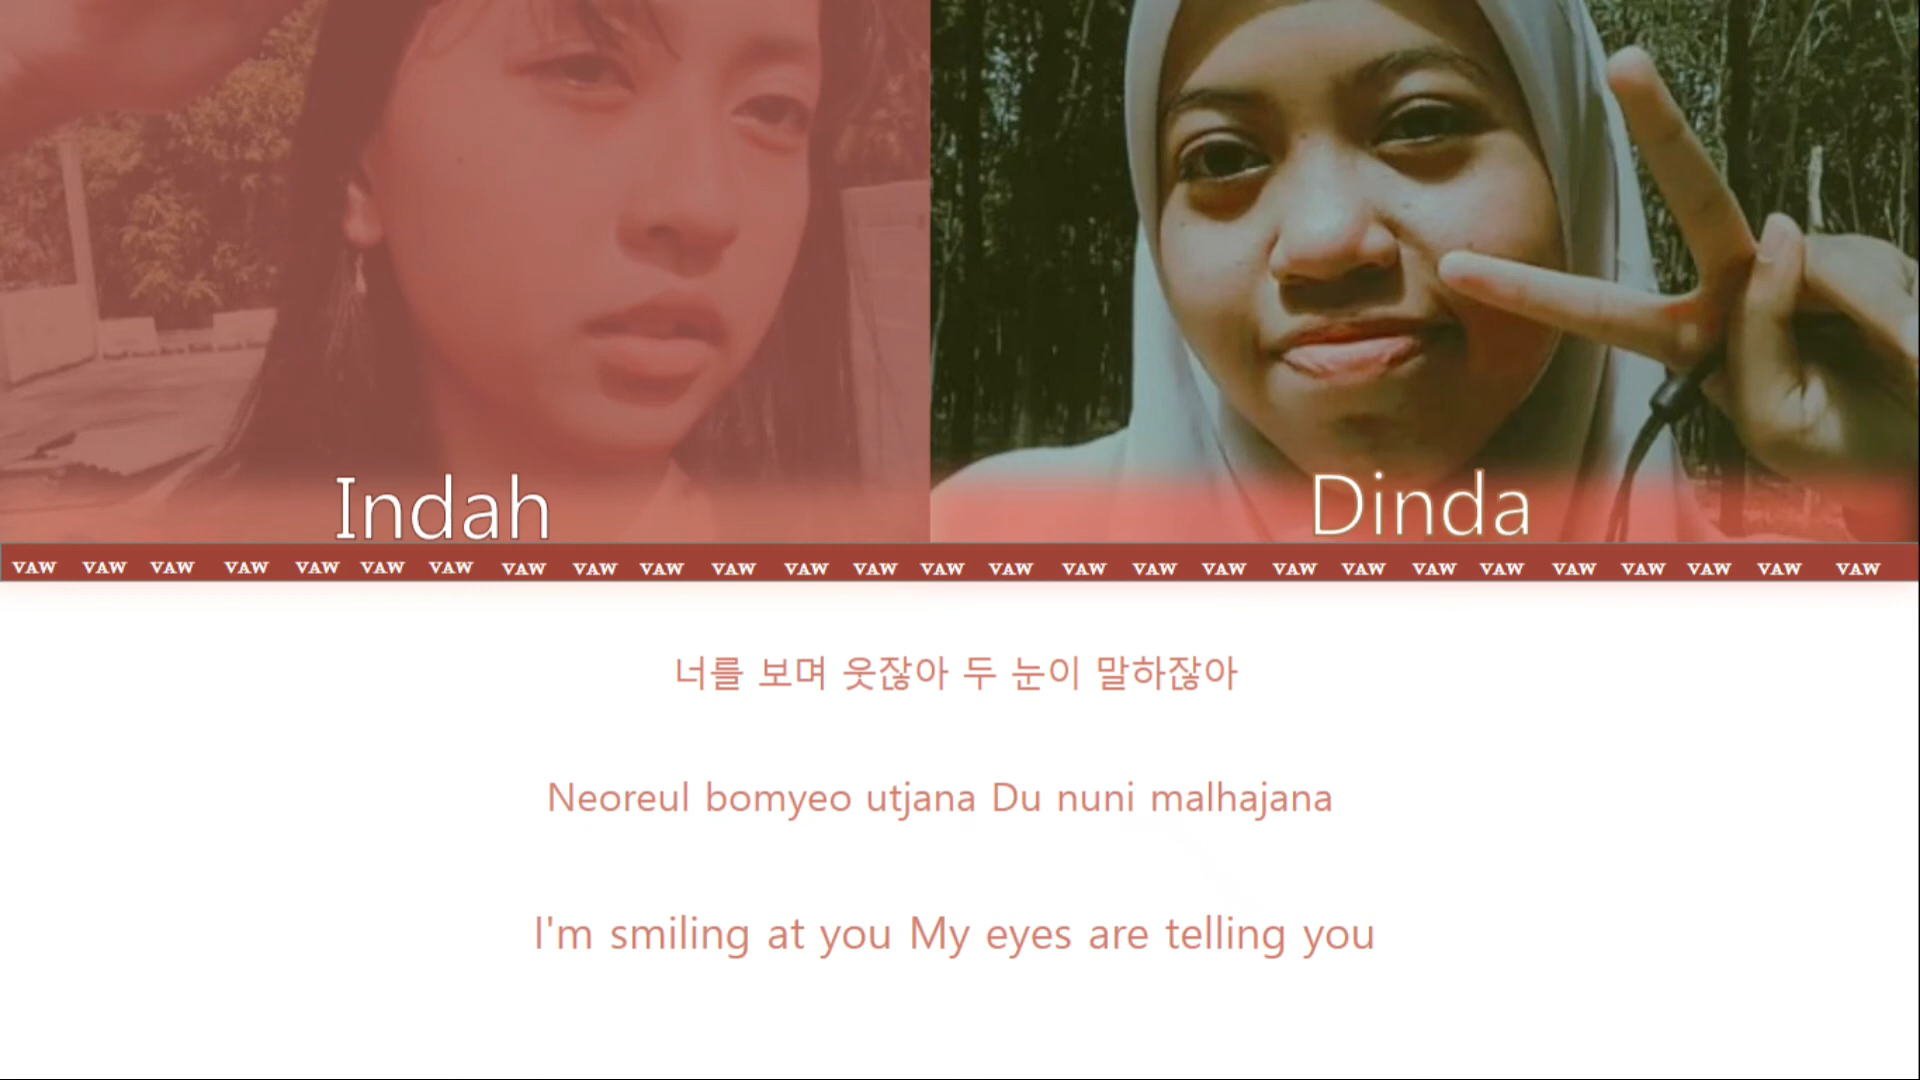 Indah Dinda
VAW VAW VAW VAW VAW VAW VAW VAW VAW VAW VAW VAW VAW VAW VAW VAW VAW VAW VAW VAW VAW VAW VAW VAW VAW VAW VAW
너를 보며 웃잖아 두 눈이 말하잖아
Neoreul bomyeo utjana Du nuni malhajana
I'm smiling at you My eyes are telling you